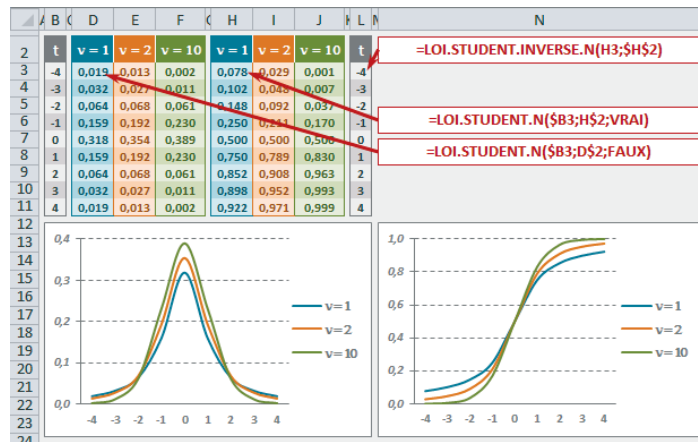 A B C D E F G H I J K L M N
2 t v = 1 v = 2 v = 10 v = 1 v = 2 v = 10 t =LOI.STUDENT.INVERSE.N(H3;$H$2)
3 -4 0,019 0,013 0,002 0,078 0,029 0,001 -4
4 -3 0,032 0,027 0,011 0,102 0,048 0,007 -3
5 -2 0,064 0,068 0,061 0,148 0,092 0,037 -2
6 -1 0,159 0,192 0,230 0,250 0,211 0,170 -1 =LOI.STUDENT.N($B3;H$2;VRAI)
7 0 0,318 0,354 0,389 0,500 0,500 0,500 0
8 1 0,159 0,192 0,230 0,750 0,789 0,830 1 =LOI.STUDENT.N($B3;D$2;FAUX)
9 2 0,064 0,068 0,061 0,852 0,908 0,963 2
10 3 0,032 0,027 0,011 0,898 0,952 0,993 3
11 4 0,019 0,013 0,002 0,922 0,971 0,999 4
12
13
14
15
16
17
18
19
20
21
22
23
24
0,4
0,3
0,2
0,1
0,0
-4 -3 -2 -1 0 1 2 3 4
v = 1
v = 2
v = 10
1,0
0,8
0,6
0,4
0,2
0,0
-4 -3 -2 -1 0 1 2 3 4
v = 1
v = 2
v = 10